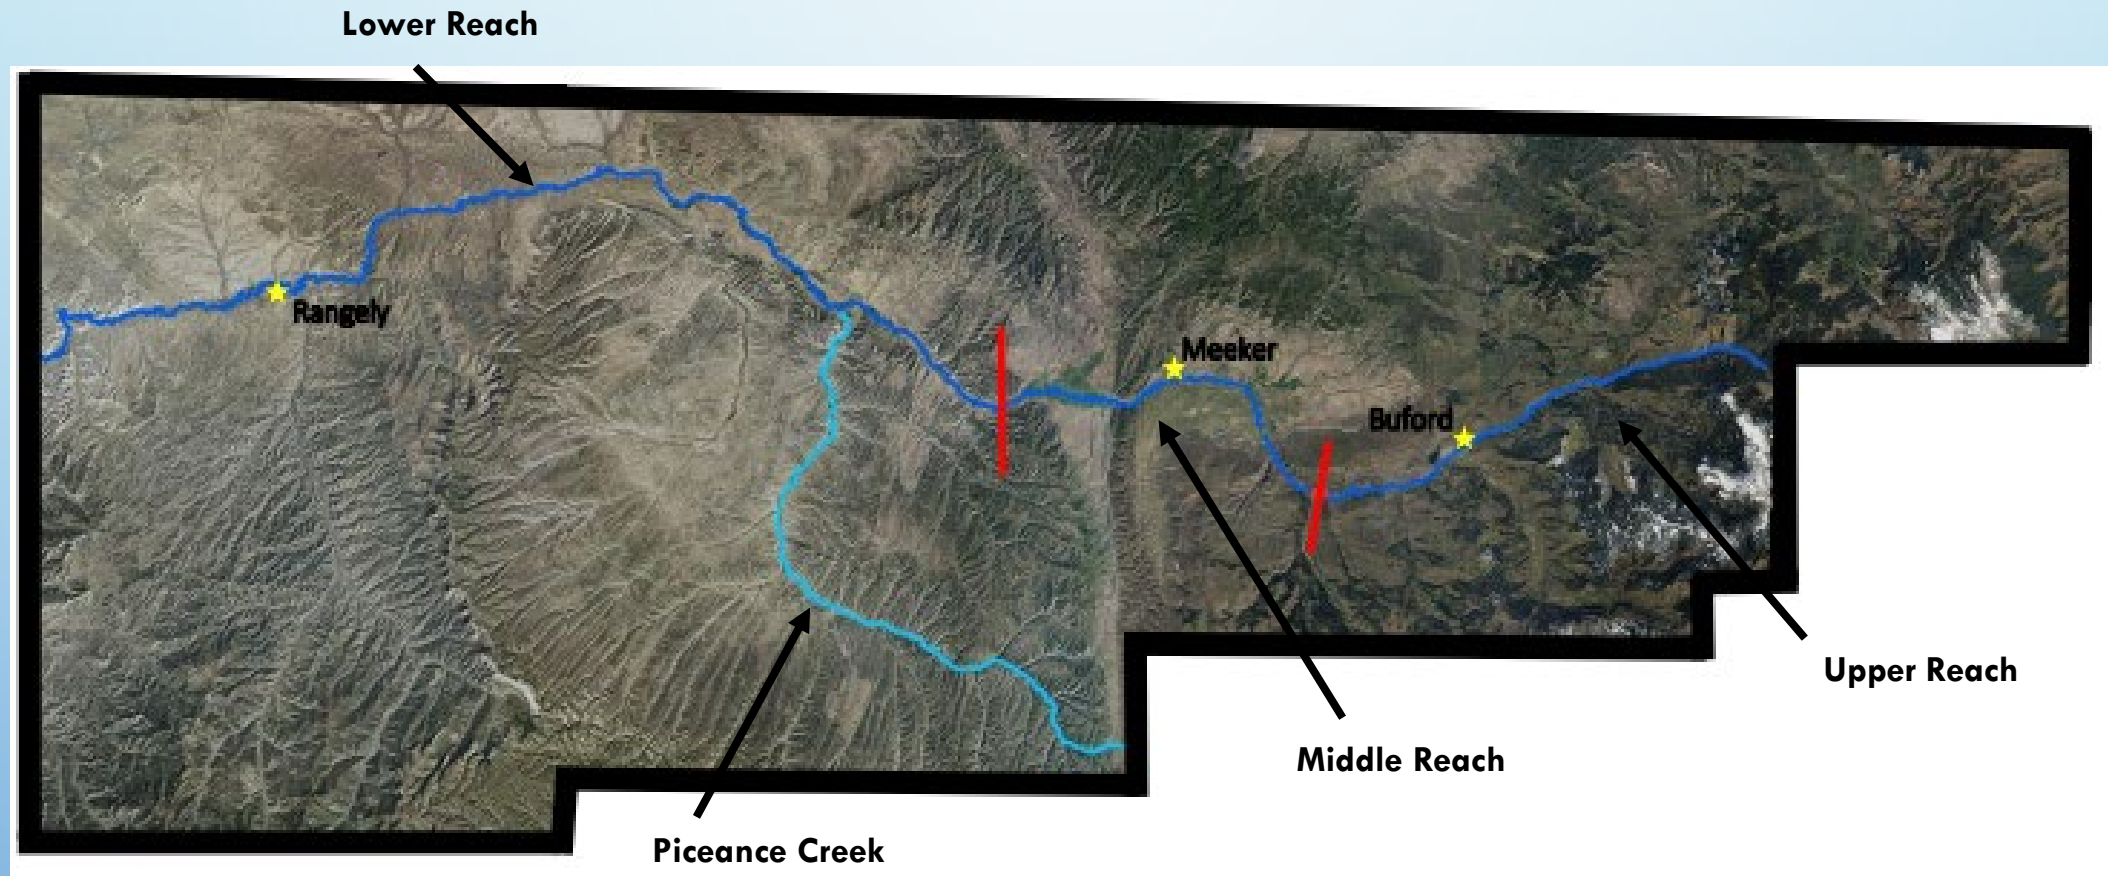 Lower Reach
Rangely
Meeker
Buford
Upper Reach
Middle Reach
Piceance Creek